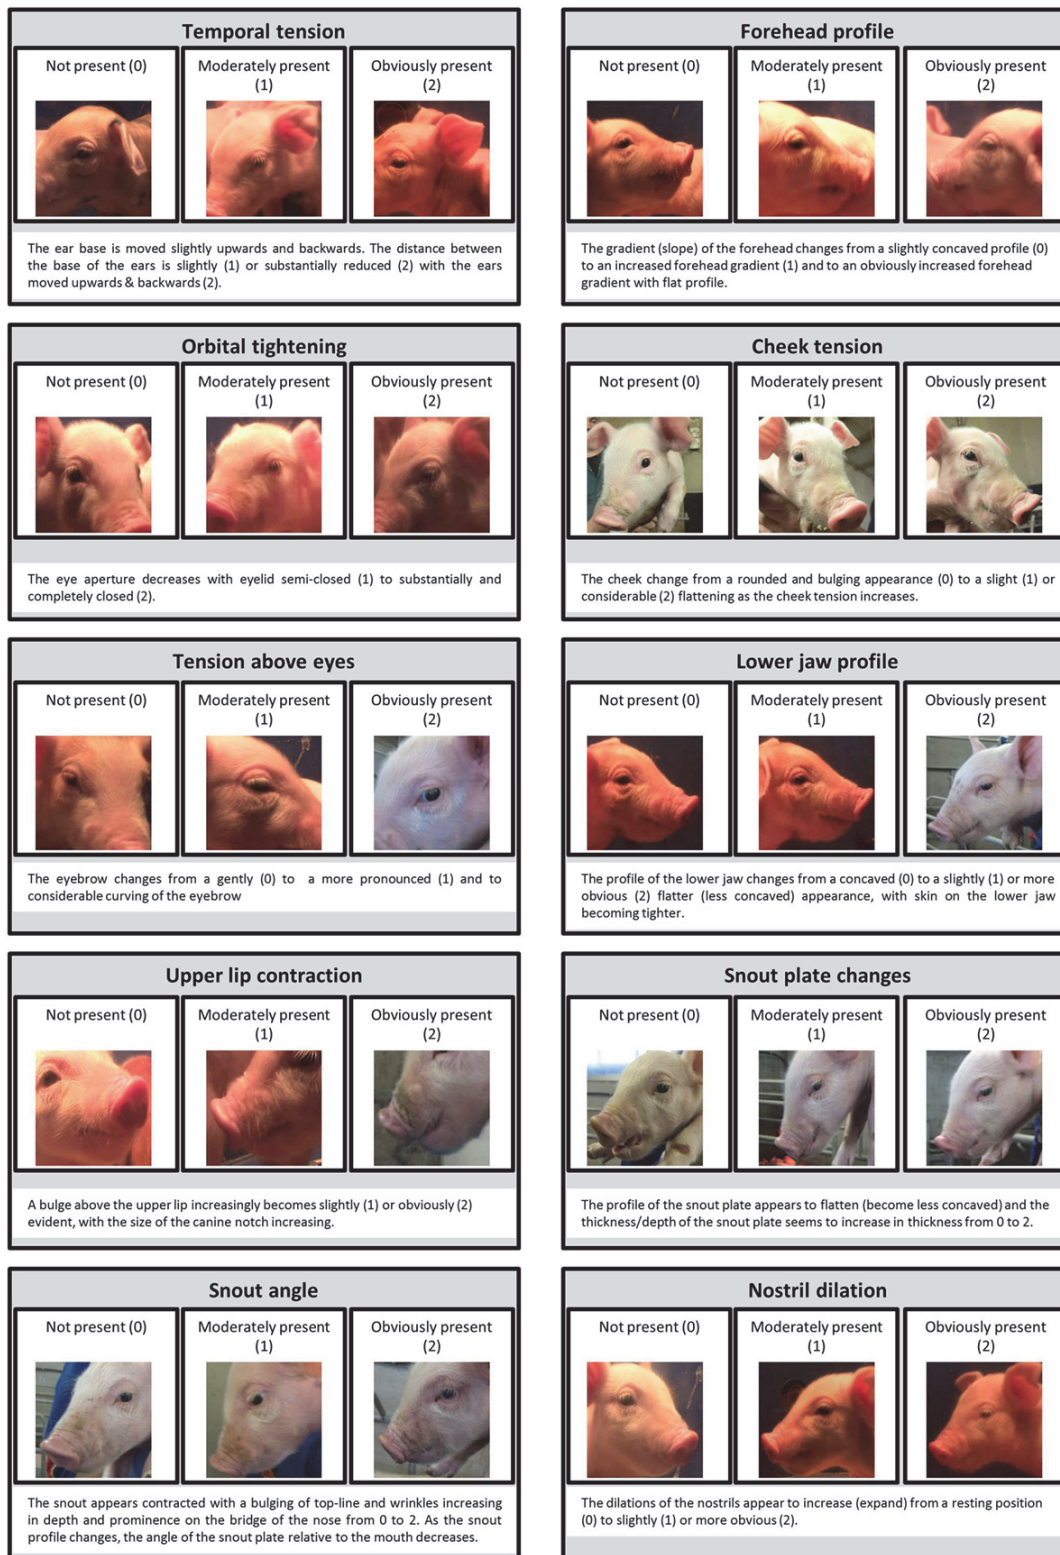 Temporal tension
Not present (0)
Moderately present
(1)
Obviously present
(2)
The ear base is moved slightly upwards and backwards. The distance between
the base of the ears is slightly (1) or substantially reduced (2) with the ears
moved upwards & backwards (2).
Forehead profile
Not present (0)
Moderately present
(1)
Obviously present
(2)
The gradient (slope) of the forehead changes from a slightly concaved profile (0)
to an increased forehead gradient (1) and to an obviously increased forehead
gradient with flat profile.
Orbital tightening
Not present (0)
Moderately present
(1)
Obviously present
(2)
The eye aperture decreases with eyelid semi-closed (1) to substantially and
completely closed (2).
Cheek tension
Not present (0)
Moderately present
(1)
Obviously present
(2)
The cheek change from a rounded and bulging appearance (0) to a slight (1) or
considerable (2) flattening as the cheek tension increases.
Tension above eyes
Not present (0)
Moderately present
(1)
Obviously present
(2)
The eyebrow changes from a gently (0) to a more pronounced (1) and to
considerable curving of the eyebrow
Lower jaw profile
Not present (0)
Moderately present
(1)
Obviously present
(2)
The profile of the lower jaw changes from a concaved (0) to a slightly (1) or more
obvious (2) flatter (less concaved) appearance, with skin on the lower jaw
becoming tighter.
Upper lip contraction
Not present (0)
Moderately present
(1)
Obviously present
(2)
A bulge above the upper lip increasingly becomes slightly (1) or obviously (2)
evident, with the size of the canine notch increasing.
Snout plate changes
Not present (0)
Moderately present
(1)
Obviously present
(2)
The profile of the snout plate appears to flatten (become less concaved) and the
thickness/depth of the snout plate seems to increase in thickness from 0 to 2.
Snout angle
Not present (0)
Moderately present
(1)
Obviously present
(2)
The snout appears contracted with a bulging of top-line and wrinkles increasing
in depth and prominence on the bridge of the nose from 0 to 2. As the snout
profile changes, the angle of the snout plate relative to the mouth decreases.
Nostril dilation
Not present (0)
Moderately present
(1)
Obviously present
(2)
The dilations of the nostrils appear to increase (expand) from a resting position
(0) to slightly (1) or more obvious (2).